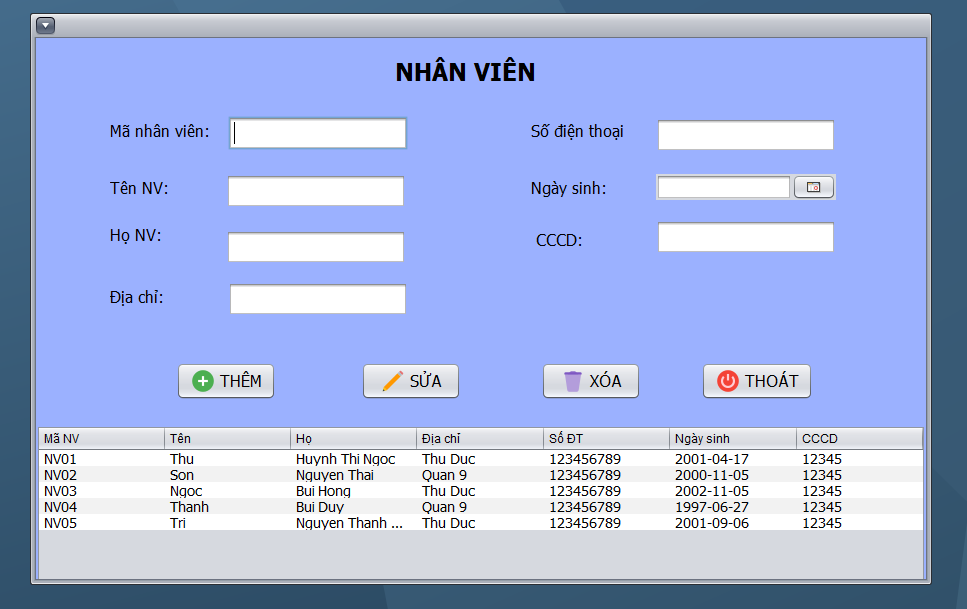 NHÂN VIÊN
Mã nhân viên:
Số điện thoại
Tên NV:
Ngày sinh:
Họ NV:
CCCD:
Địa chỉ:
THÊM SỬA XÓA THOÁT
Mã NV Tên Họ Địa chỉ Số ĐT Ngày sinh CCCD
NV01 Thu Huynh Thi Ngoc Thu Duc 123456789 2001-04-17 12345
NV02 Son Nguyen Thai Quan 9 123456789 2000-11-05 12345
NV03 Ngoc Bui Hong Thu Duc 123456789 2002-11-05 12345
NV04 Thanh Bui Duy Quan 9 123456789 1997-06-27 12345
NV05 Tri Nguyen Thanh ... Thu Duc 123456789 2001-09-06 12345